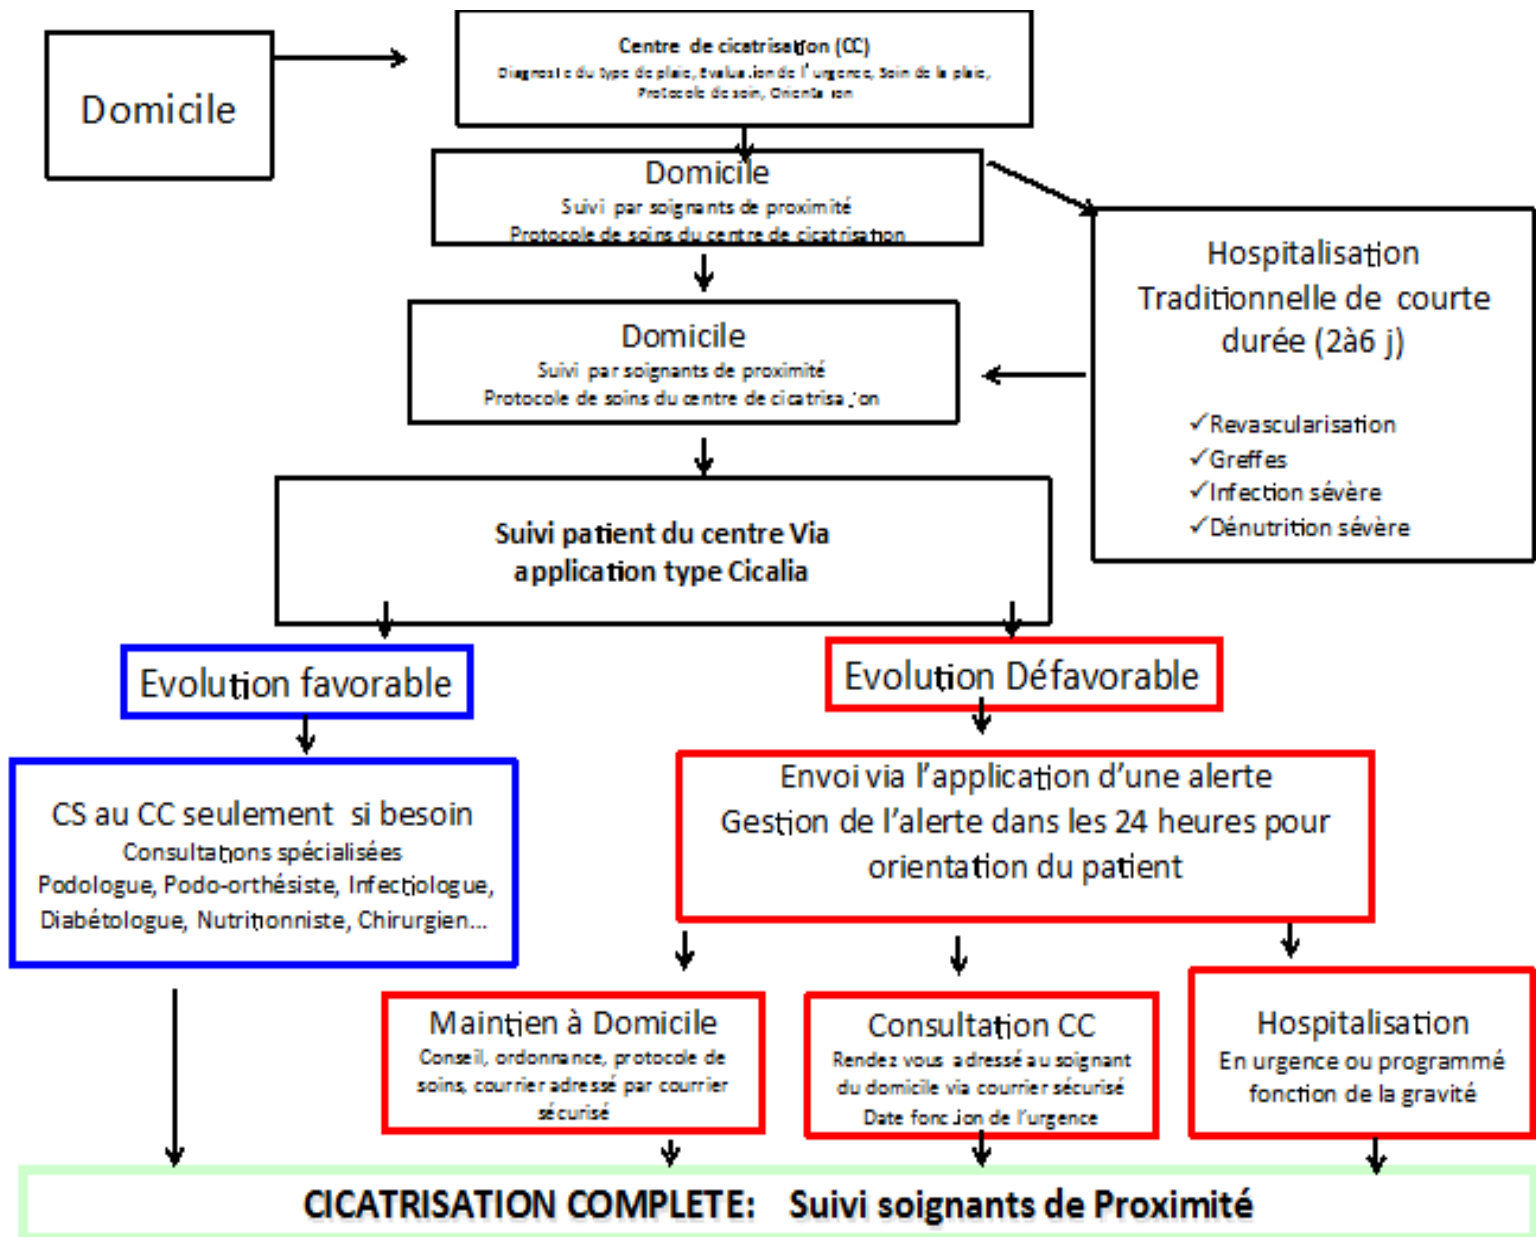 Domicile
Centre de cicatrisation (CC)
Diagnostic du type de plaie, Evaluation de l'urgence, Soin de la plaie,
Protocole de soin, Orientation
Domicile
Suivi par soignants de proximité
Protocole de soins du centre de cicatrisation
Hospitalisation
Traditionnelle de courte
durée (2à6 j)
✓Revascularisation
✓Greffes
✓Infection sévère
✓Dénutrition sévère
Domicile
Suivi par soignants de proximité
Protocole de soins du centre de cicatrisation
Suivi patient du centre Via
application type Cicalia
Evolution favorable
Evolution Défavorable
CS au CC seulement si besoin
Consultations spécialisées
Podologue, Podo-orthésiste, Infectiologue,
Diabétologue, Nutritionniste, Chirurgien...
Envoi via l'application d'une alerte
Gestion de l'alerte dans les 24 heures pour
orientation du patient
Maintien à Domicile
Conseil, ordonnance, protocole de
soins, courrier adressé par courrier
sécurisé
Consultation CC
Rendez vous adressé au soignant
du domicile via courrier sécurisé
Date fonction de l'urgence
Hospitalisation
En urgence ou programmé
fonction de la gravité
CICATRISATION COMPLETE: Suivi soignants de Proximité